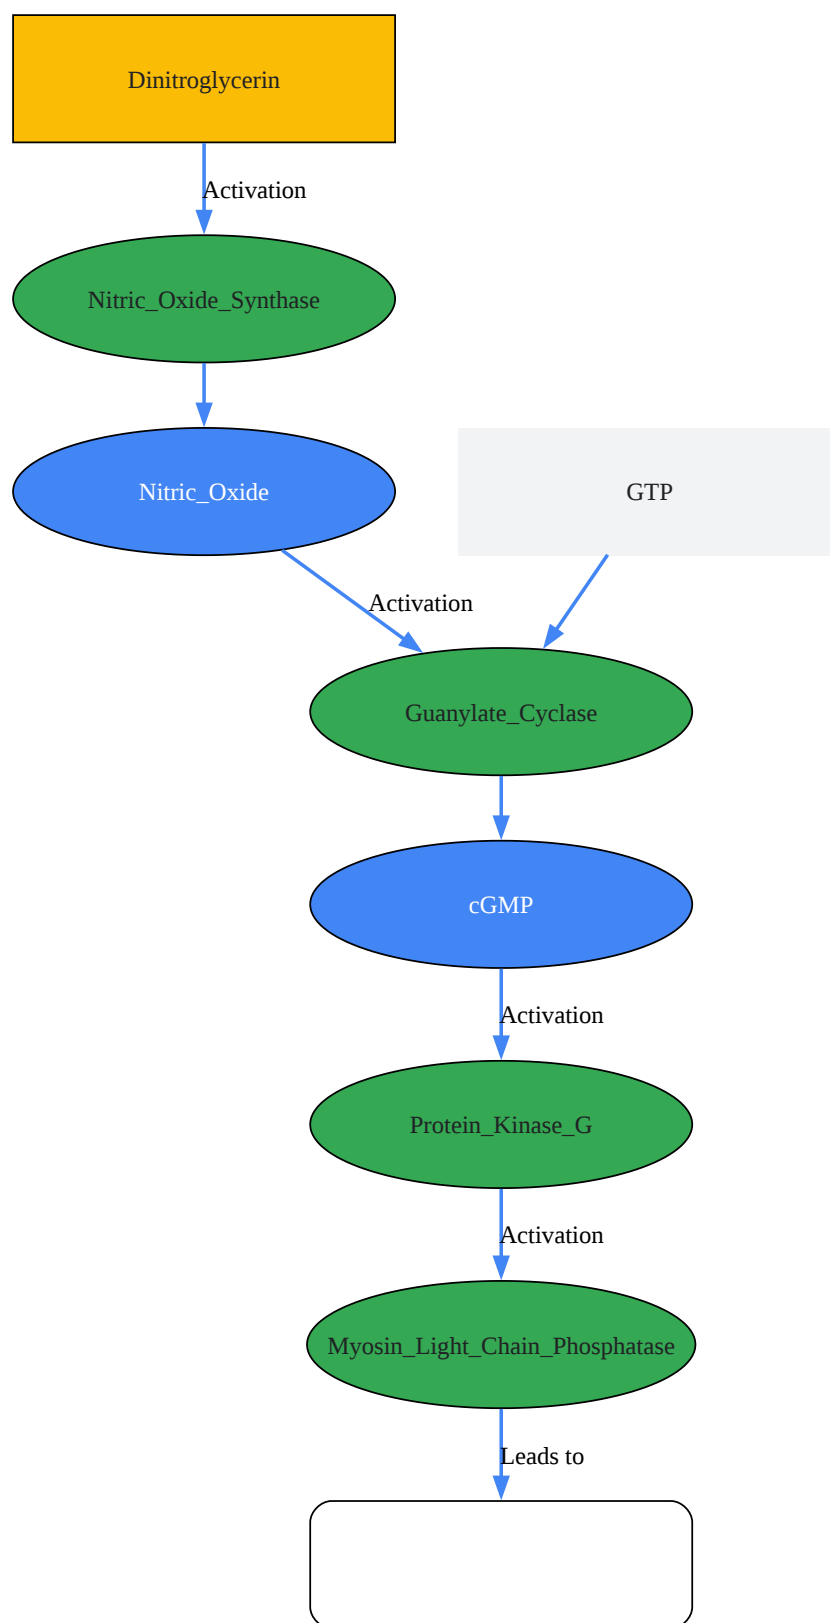 Dinitroglycerin
Activation
Nitric_Oxide_Synthase
Nitric_Oxide
GTP
Activation
Guanylate_Cyclase
cGMP
Activation
Protein_Kinase_G
Activation
Myosin_Light_Chain_Phosphatase
Leads to